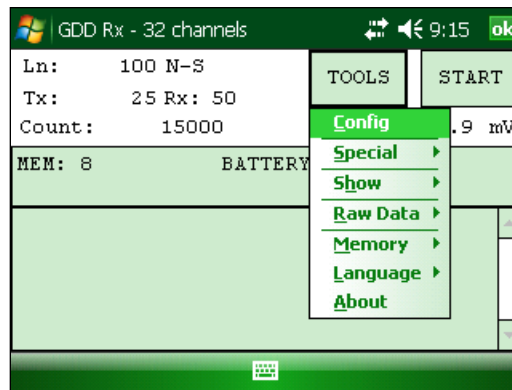 GDD Rx - 32 channels 9:15 ok
Ln: 100 N-S
Tx: 25 Rx: 50
Count: 15000
TOOLS START
.9 mV
MEM: 8 BATTERY
Config
Special
Show
Raw Data
Memory
Language
About